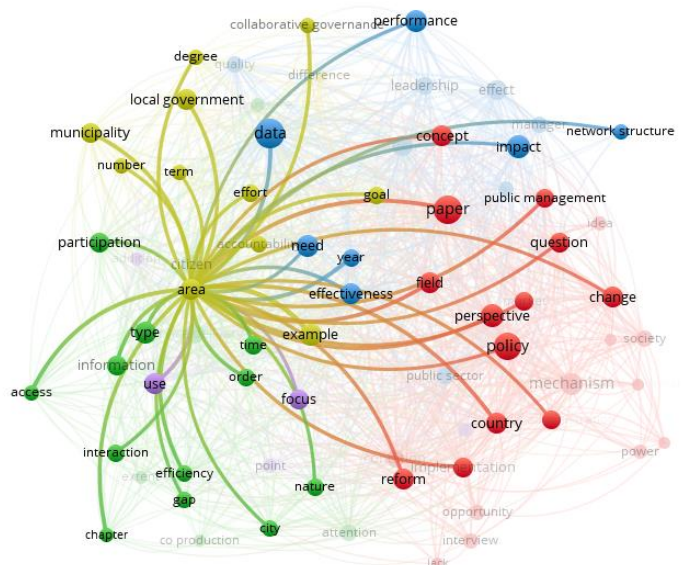 collaborative governance
performance
degree
quality
difference
leadership
effect
local government
municipality
data
concept
manager
network structure
impact
number
term
effort
goal
paper
public management
idea
participation
accountability
need
question
citizen
year
area
effectiveness
field
change
perspective
type
time
example
policy
society
information
order
public sector
mechanism
access
use
focus
country
interaction
point
implementation
power
efficiency
reform
gap
nature
opportunity
chapter
city
co production
attention
interview
lack